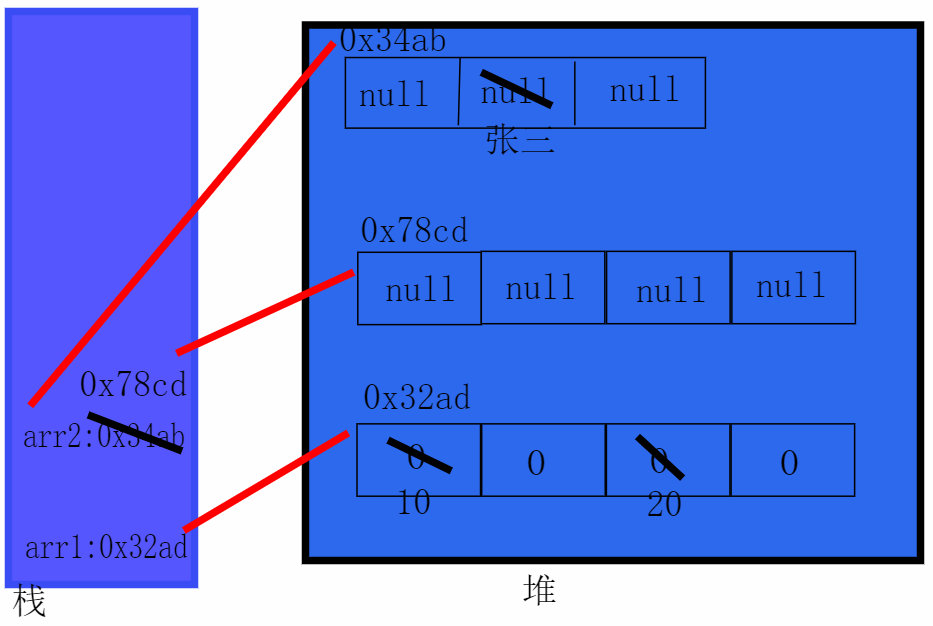 0x34ab
null null null
张三
0x78cd
null null null null
0x78cd
arr2:0x34ab
0x32ad
0 0 0 0
10 20
arr1:0x32ad
栈
堆